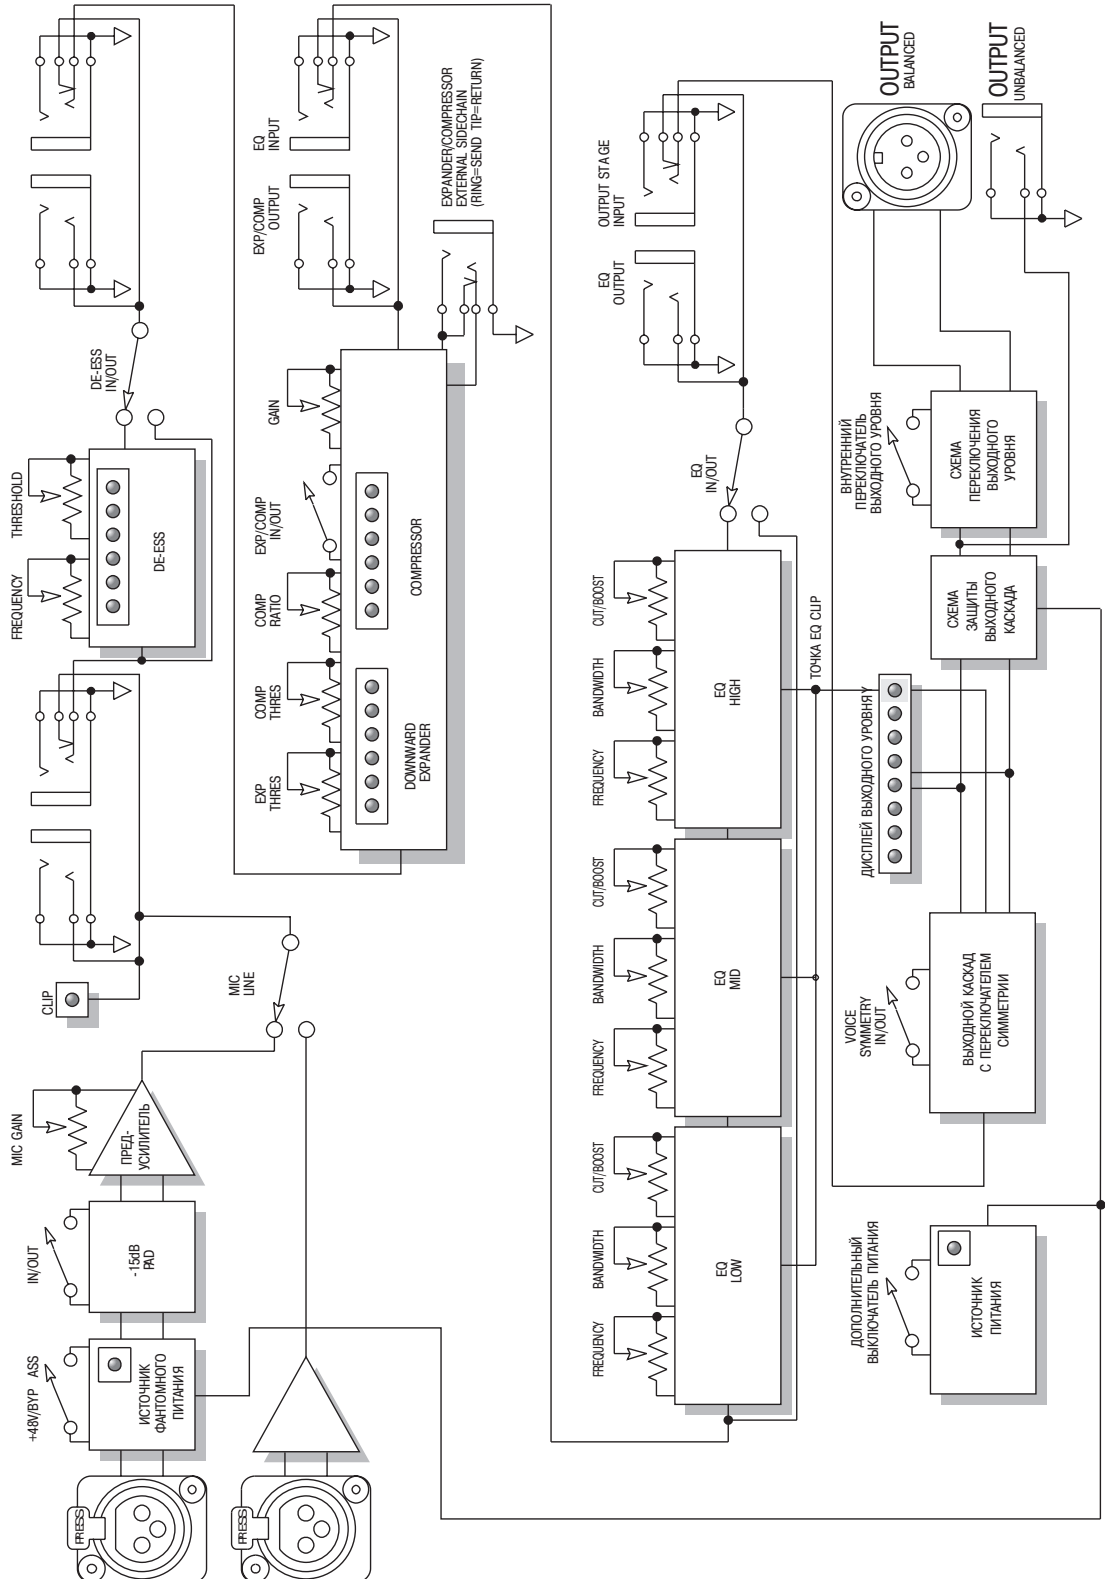 PRESS
+48V/BYP ASS
ИСТОЧНИК
ФАНТОМНОГО
ПИТАНИЯ
IN/OUT
-15dB
PAD
MIC GAIN
ПРЕД-
УСИЛИТЕЛЬ
PRESS
MIC
LINE
CLIP
FREQUENCY
THRESHOLD
DE-ESS
DE-ESS
IN/OUT
EXP
THRES
COMP
THRES
COMP
RATIO
EXP/COMP
IN/OUT
GAIN
DOWNWARD
EXPANDER
COMPRESSOR
EXP/COMP
OUTPUT
EQ
INPUT
EXPANDER/COMPRESSOR
EXTERNAL SIDECHAIN
(RING=SEND TIP=RETURN)
FREQUENCY
BANDWIDTH
CUT/BOOST
EQ
LOW
FREQUENCY
BANDWIDTH
CUT/BOOST
EQ
MID
FREQUENCY
BANDWIDTH
CUT/BOOST
EQ
HIGH
EQ
IN/OUT
EQ
OUTPUT
OUTPUT STAGE
INPUT
ТОЧКА EQ CLIP
ДИСПЛЕЙ ВЫХОДНОГО УРОВНЯ Y
ДОПОЛНИТЕЛЬНЫЙ
ВЫКЛЮЧАТЕЛЬ ПИТАНИЯ
ИСТОЧНИК
ПИТАНИЯ
VOICE
SYMMETRY
IN/OUT
ВЫХОДНОЙ КАСКАД
С ПЕРЕКЛЮЧАТЕЛЕМ
СИММЕТРИИ
СХЕМА
ЗАЩИТЫ
ВЫХОДНОГО
КАСКАДА
ВНУТРЕННИЙ
ПЕРЕКЛЮЧАТЕЛЬ
ВЫХОДНОГО УРОВНЯ
СХЕМА
ПЕРЕКЛЮЧЕНИЯ
ВЫХОДНОГО
УРОВНЯ
OUTPUT
BALANCED
OUTPUT
UNBALANCED